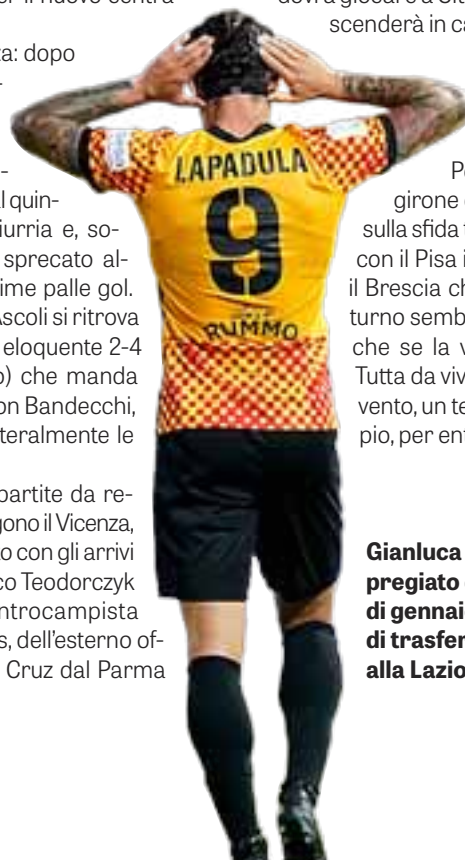 il nuovo
za: dopo
l quin-
iurria e, so-
sprecato al-
ime palle gol.
Ascoli si ritrova
eloquente 2-4
o) che manda
on Bandecchi,
tteralmente le
partite da re-
gono il Vicenza,
o con gli arrivi
co Teodorczyk
ntrocampista
s, dell'esterno of-
Cruz dal Parma
LAPADULA
9
RUMMO
scenderà in ca
Pe
girone
sulla sfida
con il Pisa i
il Brescia ch
turno semb
che se la v
Tutta da viv
vento, un te
pio, per ent
Gianluca
pregiato
di gennai
di trasfer
alla Lazio